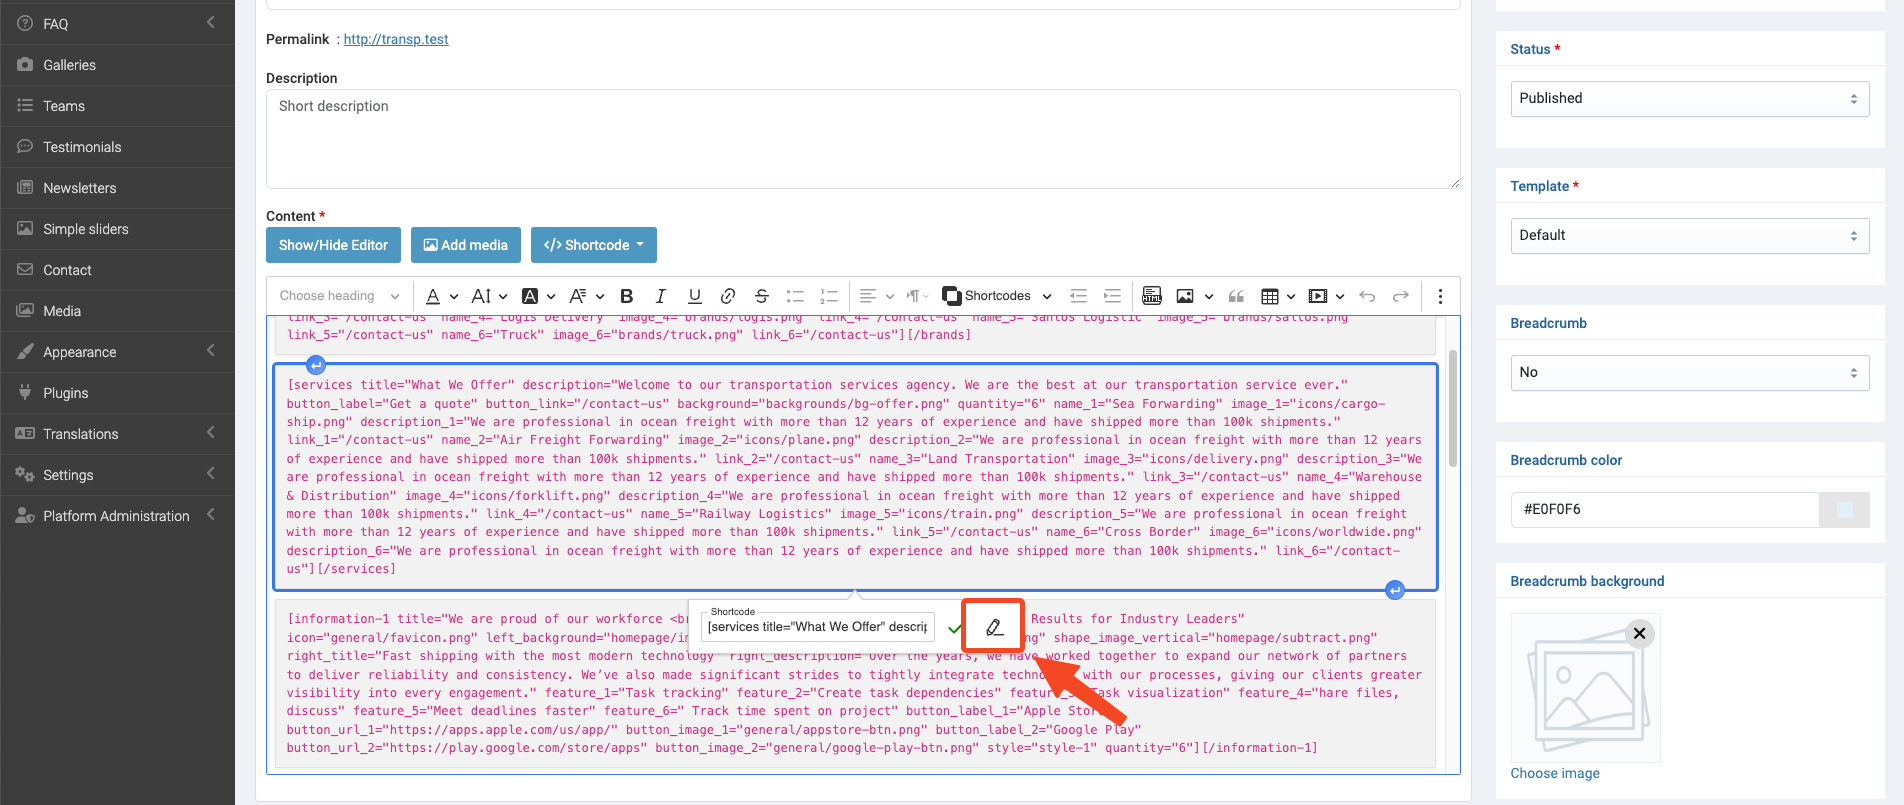 FAQ
Galleries
Teams
Testimonials
Newsletters
Simple sliders
Contact
Media
Appearance
Plugins
Translations
Settings
Platform Administration
Permalink : http://transp.test
Description
Short description
Content *
Show/Hide Editor
Add media
</> Shortcode
Choose heading
Shortcodes
HTML
link_3="/contact-us" name_4="Logis Delivery" image_4="brands/logis.png" link_4="/contact-us" name_5="Santos Logistic" image_5="brands/saltos.png"
link_5="/contact-us" name_6="Truck" image_6="brands/truck.png" link_6="/contact-us"][/brands]
[services title="What We Offer" description="Welcome to our transportation services agency. We are the best at our transportation service ever."
button_label="Get a quote" button_link="/contact-us" background="backgrounds/bg-offer.png" quantity="6" name_1="Sea Forwarding" image_1="icons/cargo-
ship.png" description_1="We are professional in ocean freight with more than 12 years of experience and have shipped more than 100k shipments."
link_1="/contact-us" name_2="Air Freight Forwarding" image_2="icons/plane.png" description_2="We are professional in ocean freight with more than 12 years
of experience and have shipped more than 100k shipments." link_2="/contact-us" name_3="Land Transportation" image_3="icons/delivery.png" description_3="We
are professional in ocean freight with more than 12 years of experience and have shipped more than 100k shipments." link_3="/contact-us" name_4="Warehouse
& Distribution" image_4="icons/forklift.png" description_4="We are professional in ocean freight with more than 12 years of experience and have shipped
more than 100k shipments." link_4="/contact-us" name_5="Railway Logistics" image_5="icons/train.png" description_5="We are professional in ocean freight
with more than 12 years of experience and have shipped more than 100k shipments." link_5="/contact-us" name_6="Cross Border" image_6="icons/worldwide.png"
description_6="We are professional in ocean freight with more than 12 years of experience and have shipped more than 100k shipments." link_6="/contact-
us"][/services]
Shortcode
[services title="What We Offer" descrip
[information-1 title="We are proud of our workforce <b Results for Industry Leaders"
icon="general/favicon.png" left_background="homepage/i shape_image_vertical="homepage/subtract.png"
right_title="Fast shipping with the most modern technology" right_description="Over the years, we have worked together to expand our network of partners
to deliver reliability and consistency. We've also made significant strides to tightly integrate techno with our processes, giving our clients greater
visibility into every engagement." feature_1="Task tracking" feature_2="Create task dependencies" feature_3="Task visualization" feature_4="hare files,
discuss" feature_5="Meet deadlines faster" feature_6=" Track time spent on project" button_label_1="Apple Stor
button_url_1="https://apps.apple.com/us/app/" button_image_1="general/appstore-btn.png" button_label_2="Google Play"
button_url_2="https://play.google.com/store/apps" button_image_2="general/google-play-btn.png" style="style-1" quantity="6"][/information-1]
Status *
Published
Template *
Default
Breadcrumb
No
Breadcrumb color
#E0F0F6
Breadcrumb background
Choose image